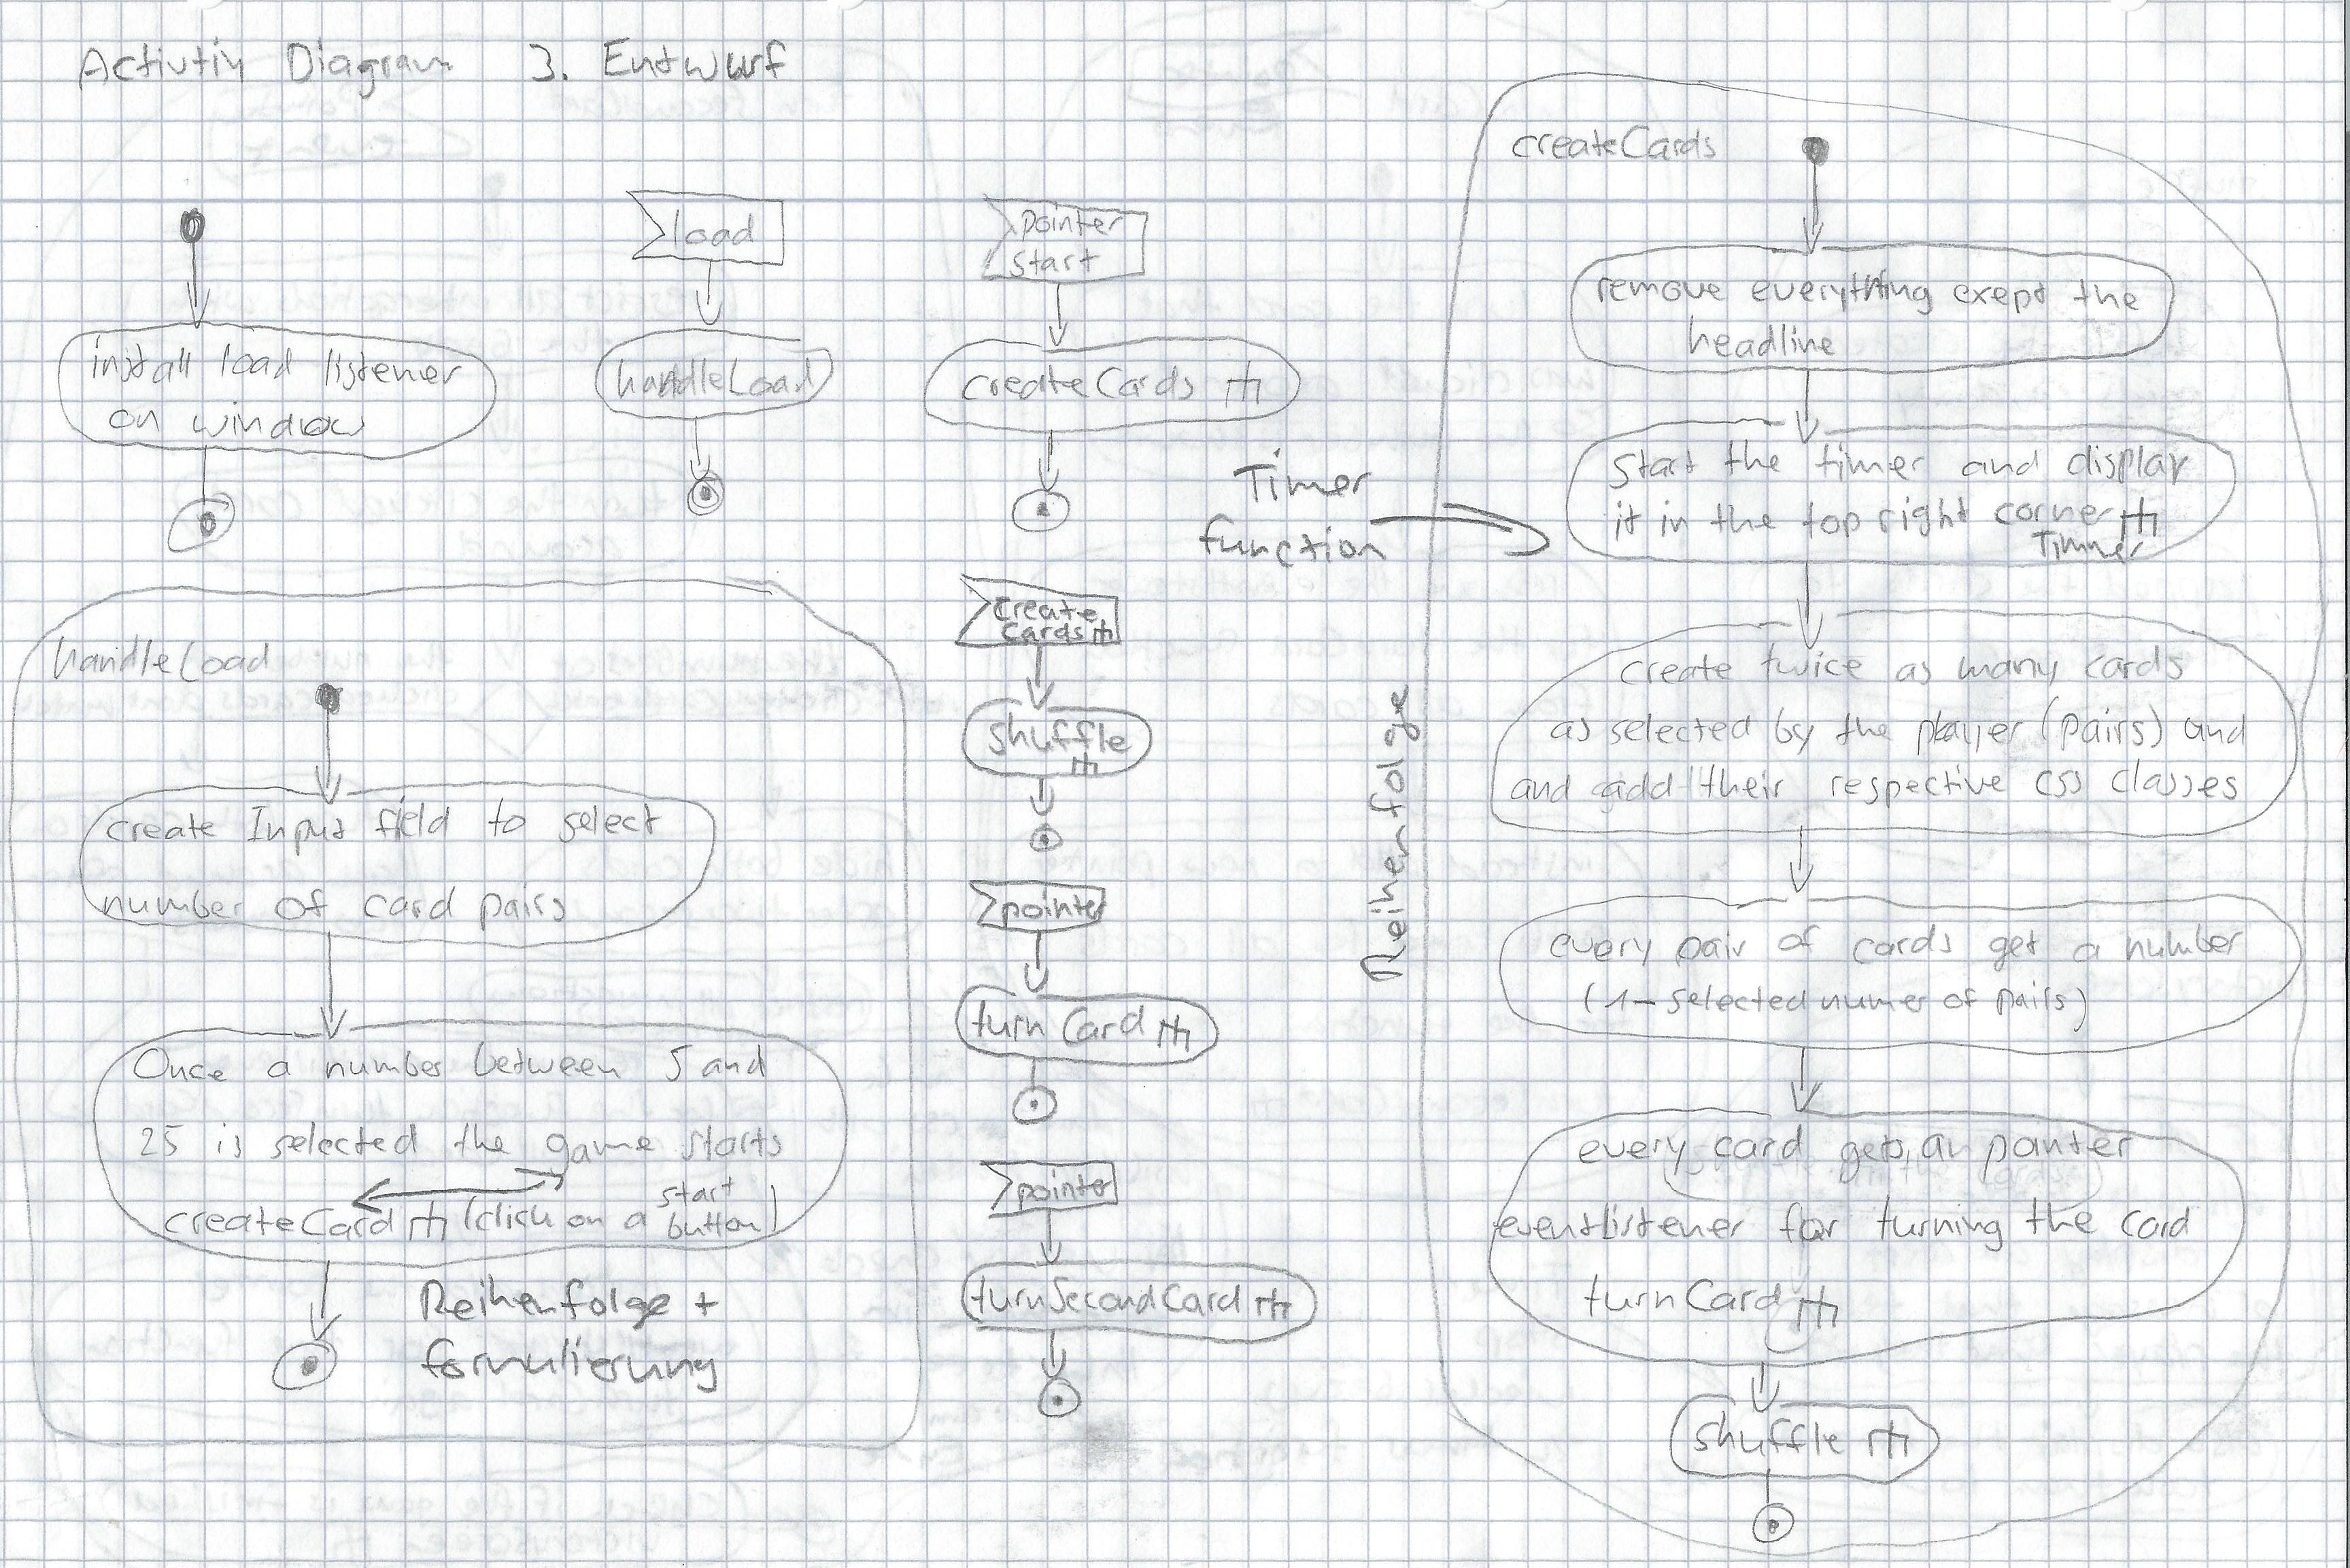 Activtiy Diagram 3. Entwurf
install load listener
on window
load
handleLoad
pointer
start
createCards
handleLoad
create Input field to select
number of card pairs
Once a number between 5 and
25 is selected the game starts
createCard (click on a start
button)
Reihenfolge +
formulierung
create
Cards
shuffle
pointer
turnCard
pointer
turnSecondCard
Timer
function
Reihenfolge
createCards
remove everything exept the
headline
Start the timer and display
it in the top right corner
Timmer
create twice as many cards
as selected by the player (pairs) and
and add their respective css classes
every pair of cards get a number
(1 - selected numer of pairs)
every card gets an pointer
eventlistener for turning the card
turnCard
shuffle